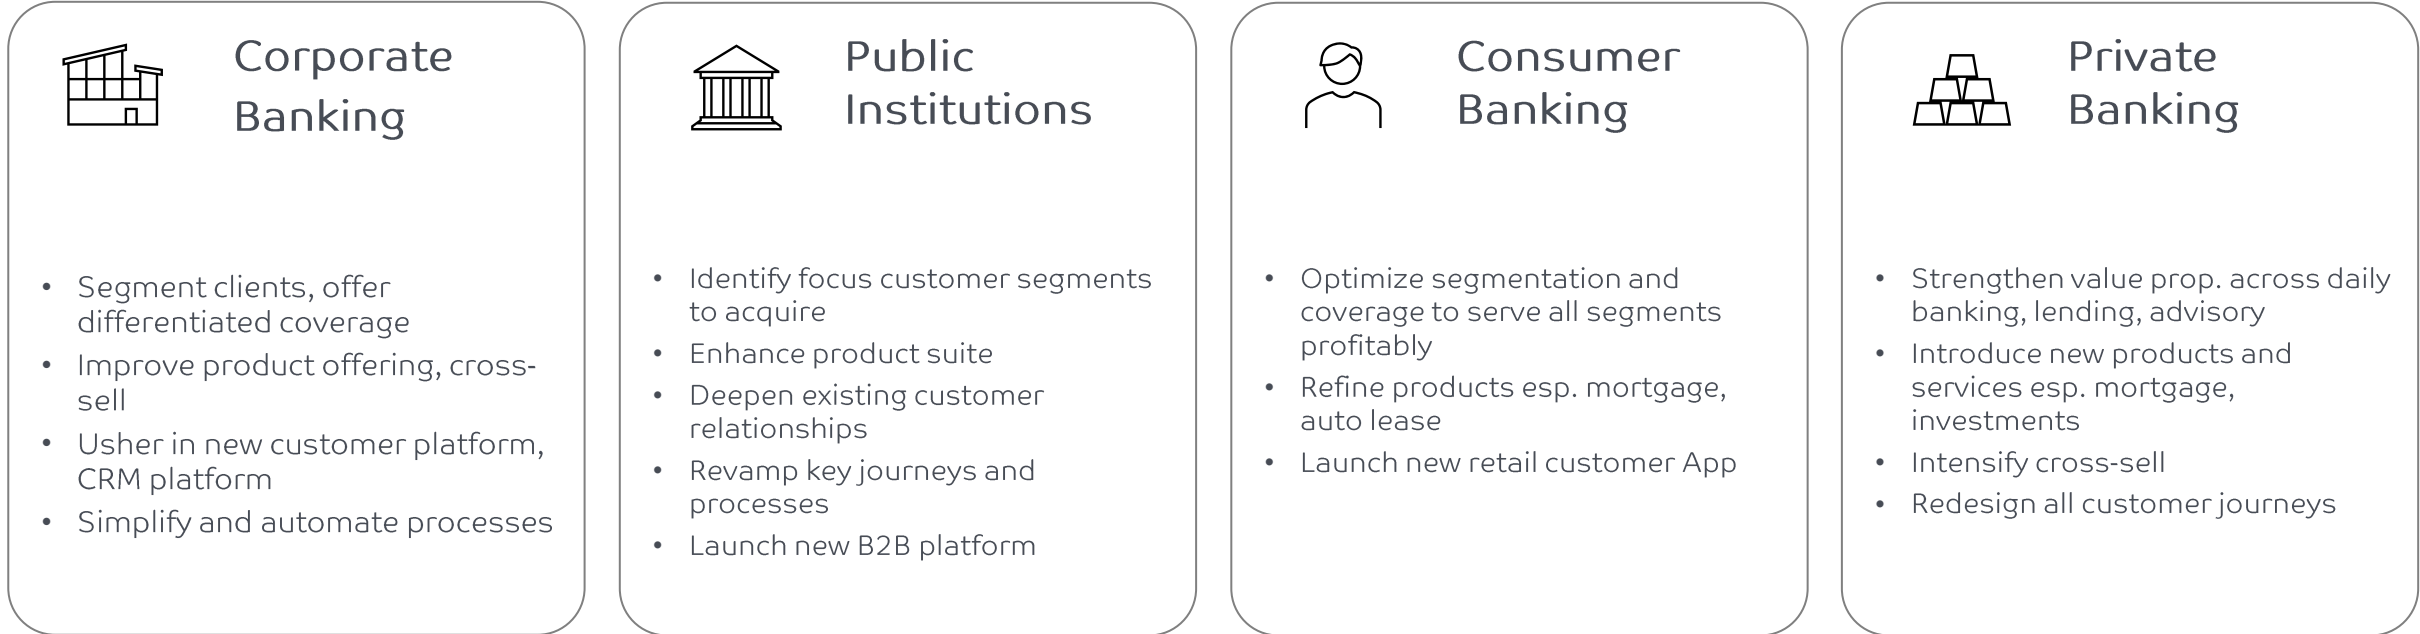 Corporate
Banking
• Segment clients, offer
differentiated coverage
• Improve product offering, cross-
sell
• Usher in new customer platform,
CRM platform
• Simplify and automate processes
Public
Institutions
• Identify focus customer segments
to acquire
• Enhance product suite
• Deepen existing customer
relationships
• Revamp key journeys and
processes
• Launch new B2B platform
Consumer
Banking
• Optimize segmentation and
coverage to serve all segments
profitably
• Refine products esp. mortgage,
auto lease
• Launch new retail customer App
Private
Banking
• Strengthen value prop. across daily
banking, lending, advisory
• Introduce new products and
services esp. mortgage,
investments
• Intensify cross-sell
• Redesign all customer journeys